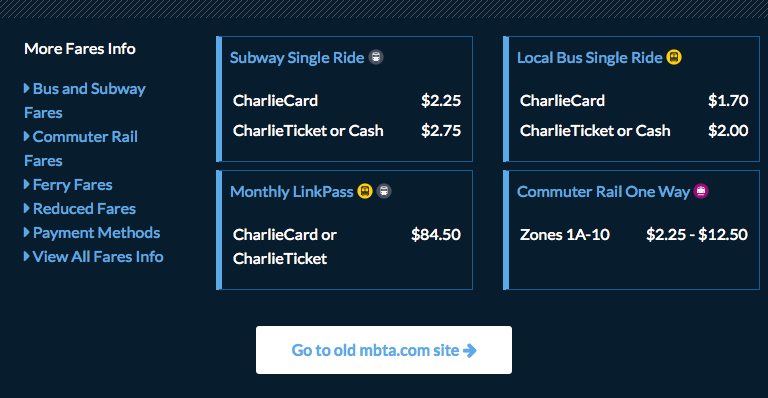 More Fares Info
Bus and Subway
Fares
Commuter Rail
Fares
Ferry Fares
Reduced Fares
Payment Methods
View All Fares Info
Subway Single Ride
CharlieCard $2.25
CharlieTicket or Cash $2.75
Local Bus Single Ride
CharlieCard $1.70
CharlieTicket or Cash $2.00
Monthly LinkPass
CharlieCard or $84.50
CharlieTicket
Commuter Rail One Way
Zones 1A-10 $2.25 - $12.50
Go to old mbta.com site